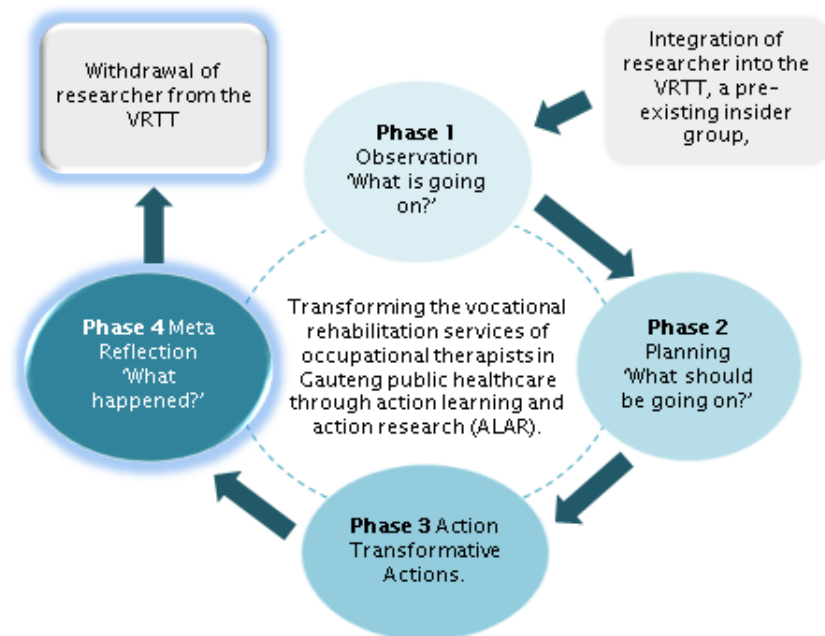 Withdrawal of
researcher from the
VRTT
Integration of
researcher into the
VRTT, a pre-
existing insider
group,
Phase 1
Observation
‘What is going
on?’
Phase 2
Planning
‘What should
be going on?’
Transforming the vocational
rehabilitation services of
occupational therapists in
Gauteng public healthcare
through action learning and
action research (ALAR).
Phase 3 Action
Transformative
Actions.
Phase 4 Meta
Reflection
‘What
happened?’